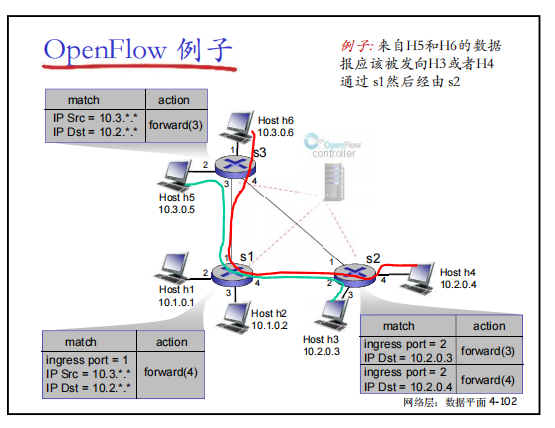 OpenFlow 例子
例子: 来自H5和H6的数据
报应该被发向H3或者H4
通过 s1然后经由 s2
match action
IP Src = 10.3.*.*
IP Dst = 10.2.*.*
forward(3)
Host h6
10.3.0.6
OpenFlow
controller
1
s3
2
3
4
Host h5
10.3.0.5
1
s1
2
3
4
Host h1
10.1.0.1
Host h2
10.1.0.2
1
s2
2
3
4
Host h4
10.2.0.4
Host h3
10.2.0.3
match action
ingress port = 1
IP Src = 10.3.*.*
IP Dst = 10.2.*.*
forward(4)
match action
ingress port = 2
IP Dst = 10.2.0.3
forward(3)
ingress port = 2
IP Dst = 10.2.0.4
forward(4)
网络层：数据平面 4-102